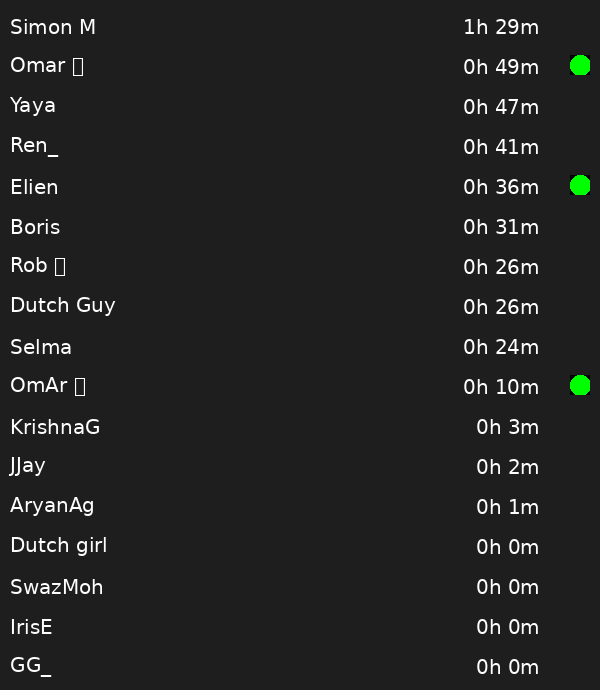 Simon M 1h 29m
Omar 0h 49m
Yaya 0h 47m
Ren_ 0h 41m
Elien 0h 36m
Boris 0h 31m
Rob 0h 26m
Dutch Guy 0h 26m
Selma 0h 24m
OmAr 0h 10m
KrishnaG 0h 3m
JJay 0h 2m
AryanAg 0h 1m
Dutch girl 0h 0m
SwazMoh 0h 0m
IrisE 0h 0m
GG_ 0h 0m